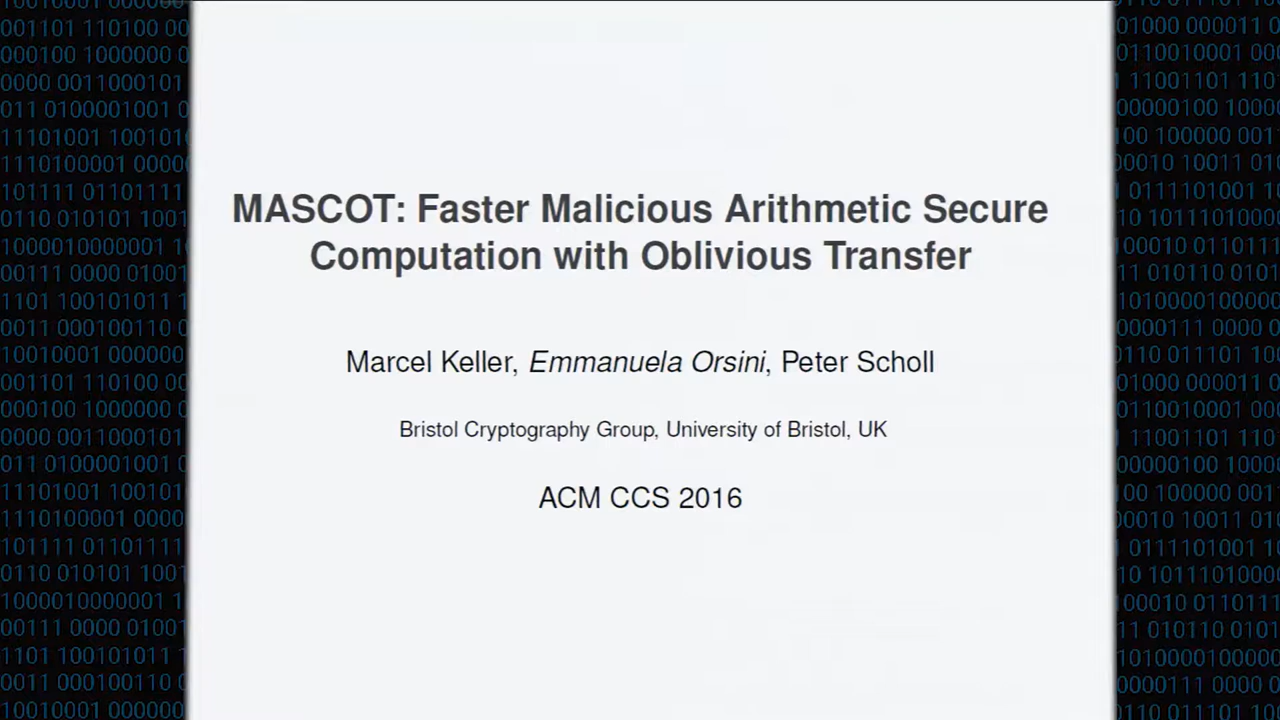 MASCOT: Faster Malicious Arithmetic Secure
Computation with Oblivious Transfer
Marcel Keller, Emmanuela Orsini, Peter Scholl
Bristol Cryptography Group, University of Bristol, UK
ACM CCS 2016